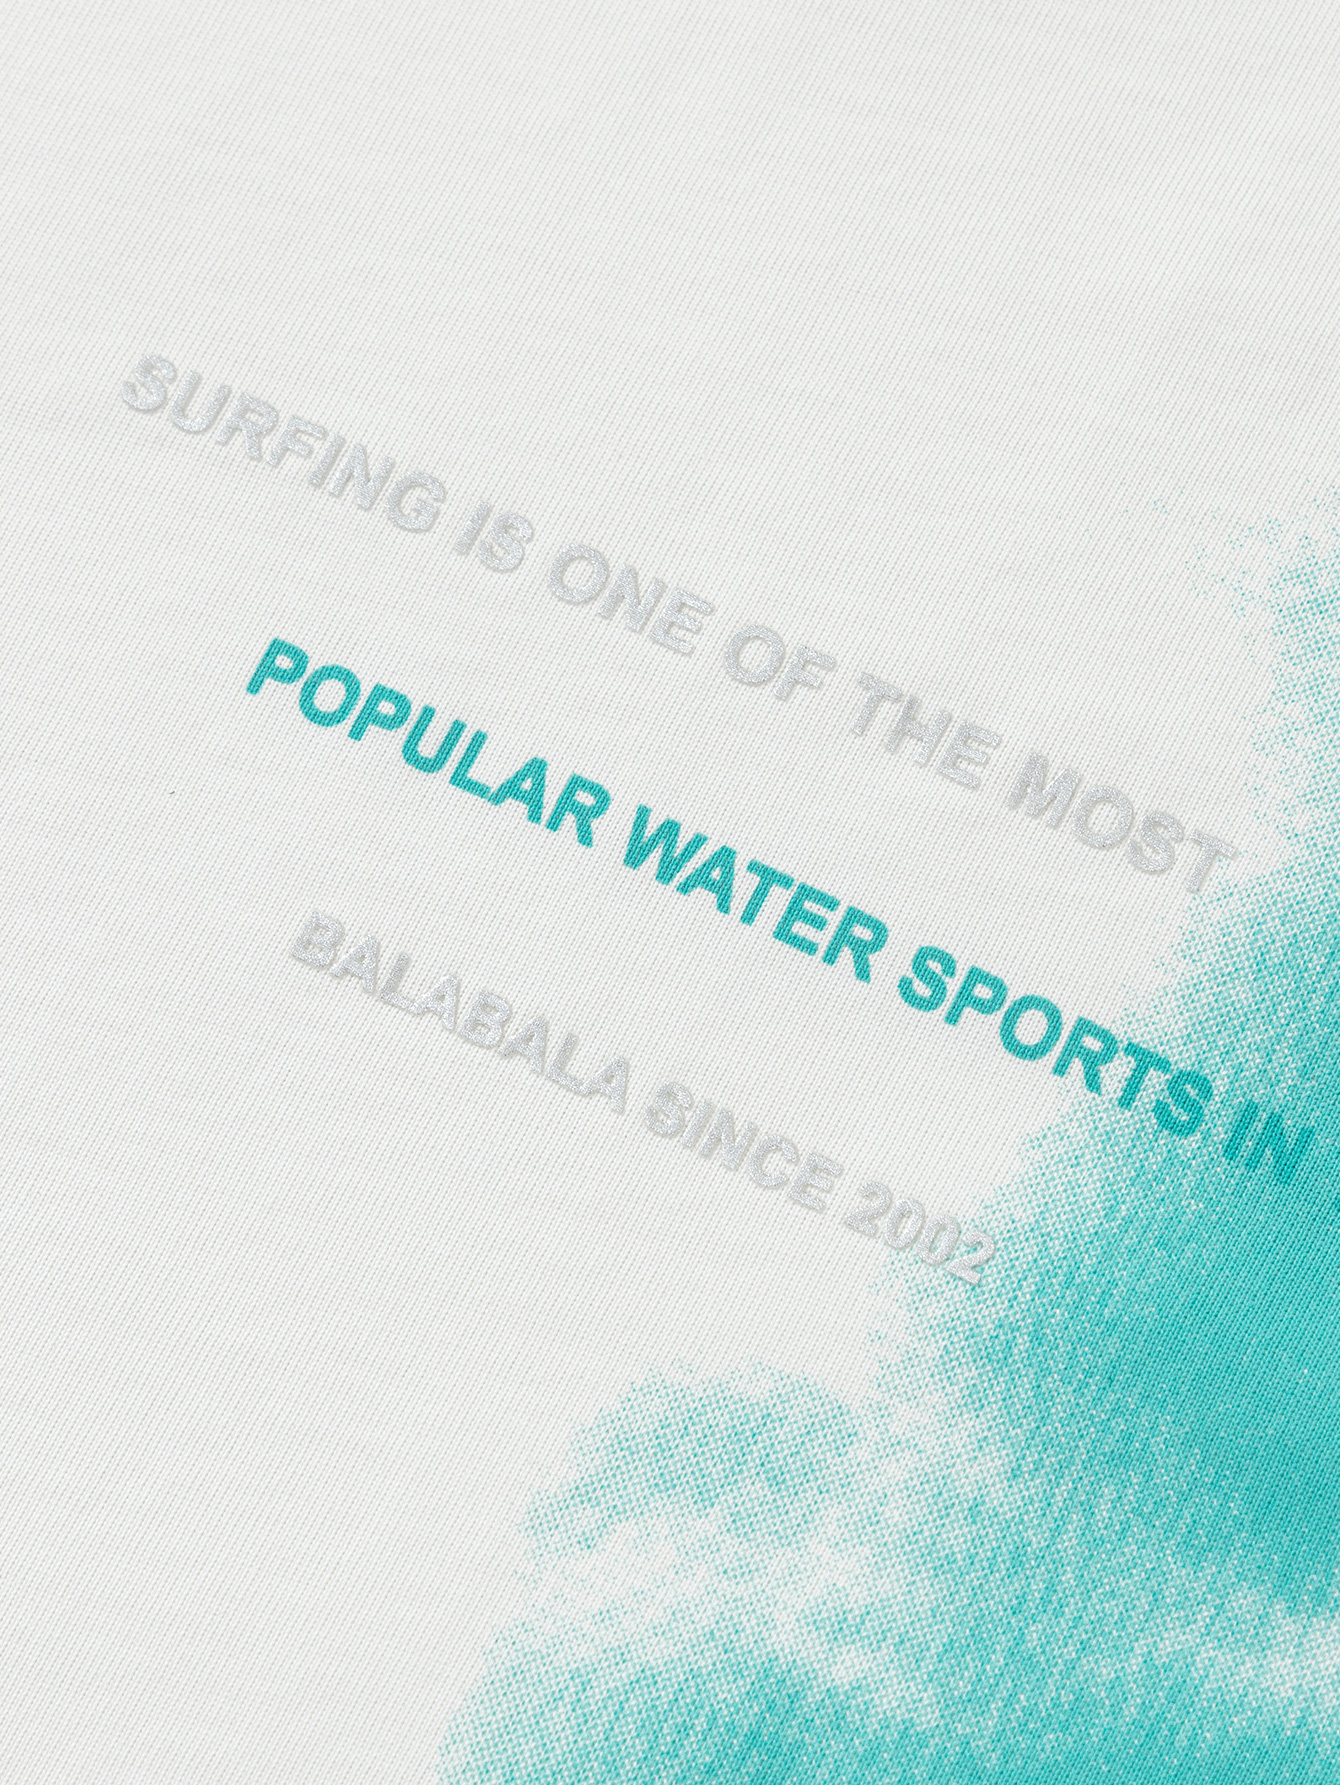 SURFING IS ONE OF THE MOST
POPULAR WATER SPORTS IN
BALABALA SINCE 2002